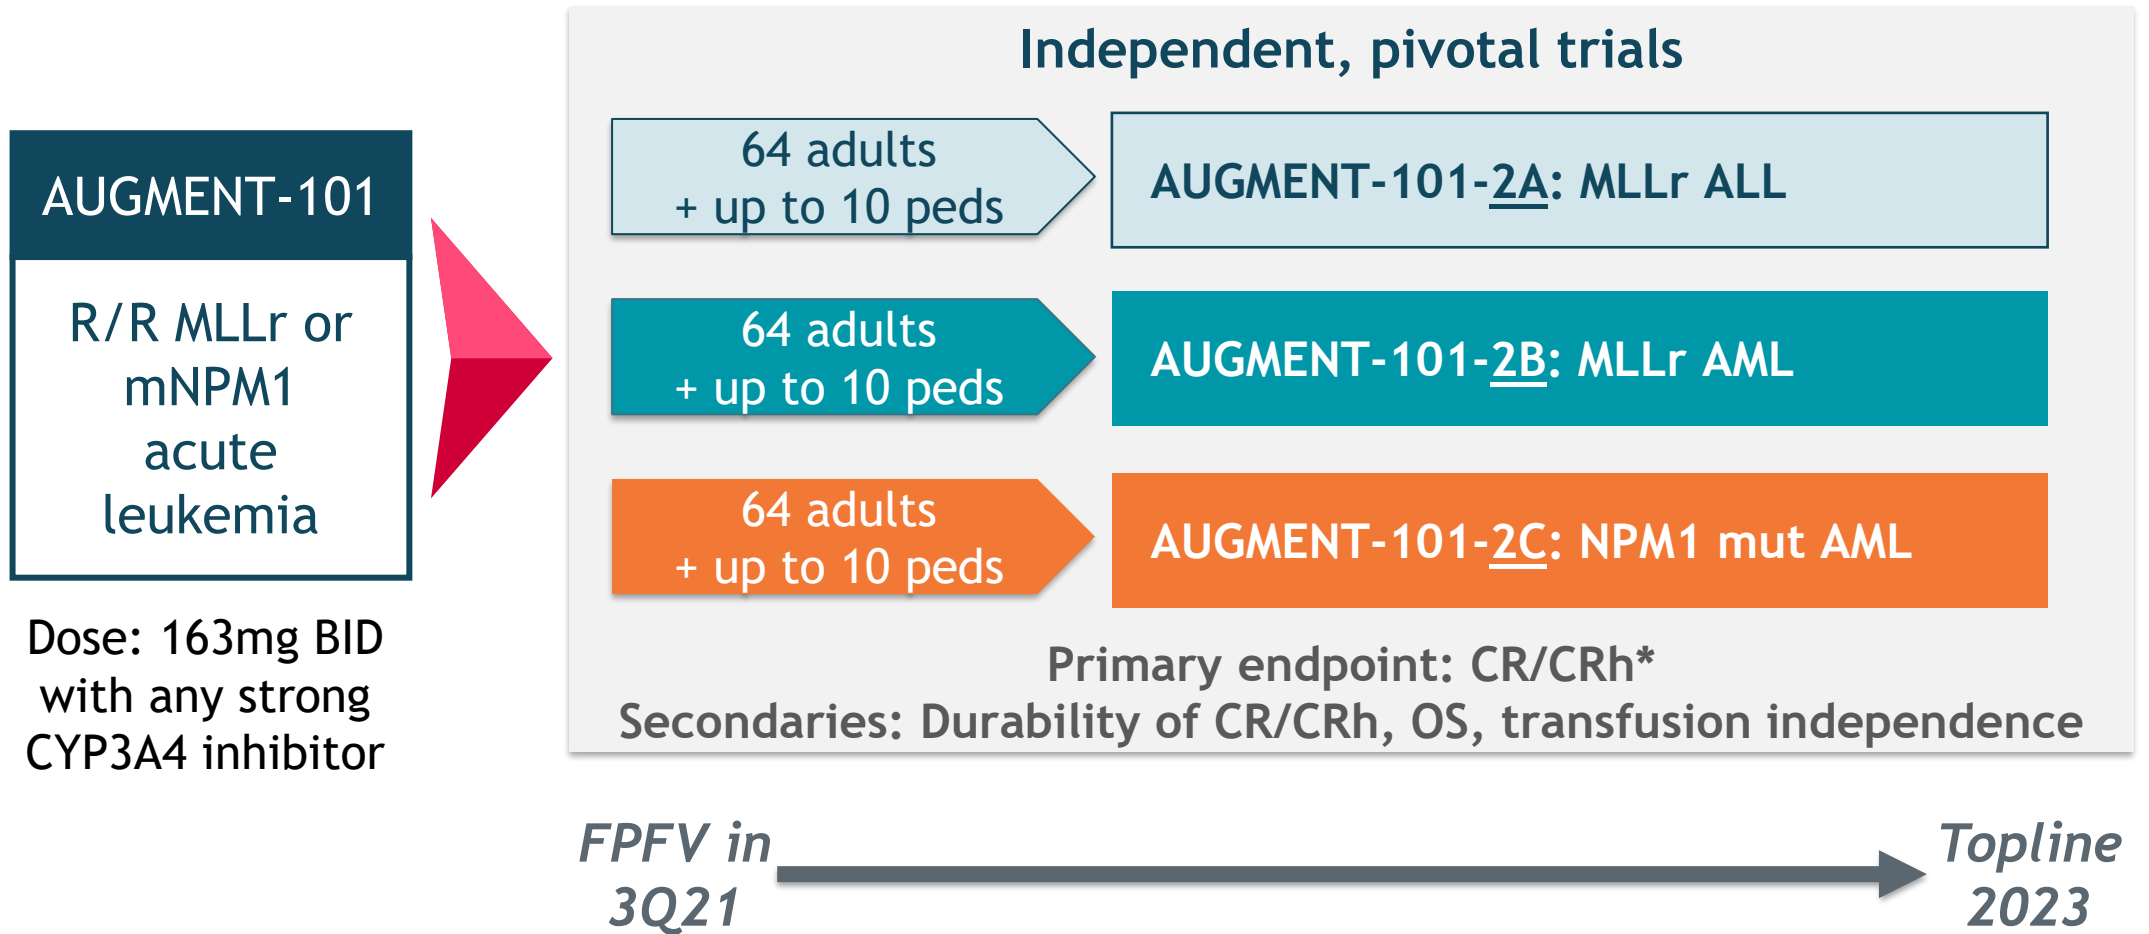 Independent, pivotal trials
AUGMENT-101
R/R MLLr or
mNPM1
acute
leukemia
Dose: 163mg BID
with any strong
CYP3A4 inhibitor
64 adults
+ up to 10 peds
AUGMENT-101-2A: MLLr ALL
64 adults
+ up to 10 peds
AUGMENT-101-2B: MLLr AML
64 adults
+ up to 10 peds
AUGMENT-101-2C: NPM1 mut AML
Primary endpoint: CR/CRh*
Secondaries: Durability of CR/CRh, OS, transfusion independence
FPFV in
3Q21
Topline
2023